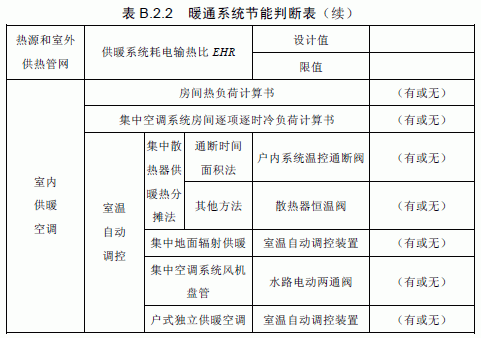 表 B.2.2 暖通系统节能判断表（续）
热源和室外
供热管网
供暖系统耗电输热比 EHR
设计值
限值
室内
供暖
空调
房间热负荷计算书
（有或无）
集中空调系统房间逐项逐时冷负荷计算书
（有或无）
室温
自动
调控
集中散
热器供
暖热分
摊法
通断时间
面积法
户内系统温控通断阀
（有或无）
其他方法
散热器恒温阀
（有或无）
集中地面辐射供暖
室温自动调控装置
（有或无）
集中空调系统风机
盘管
水路电动两通阀
（有或无）
户式独立供暖空调
室温自动调控装置
（有或无）